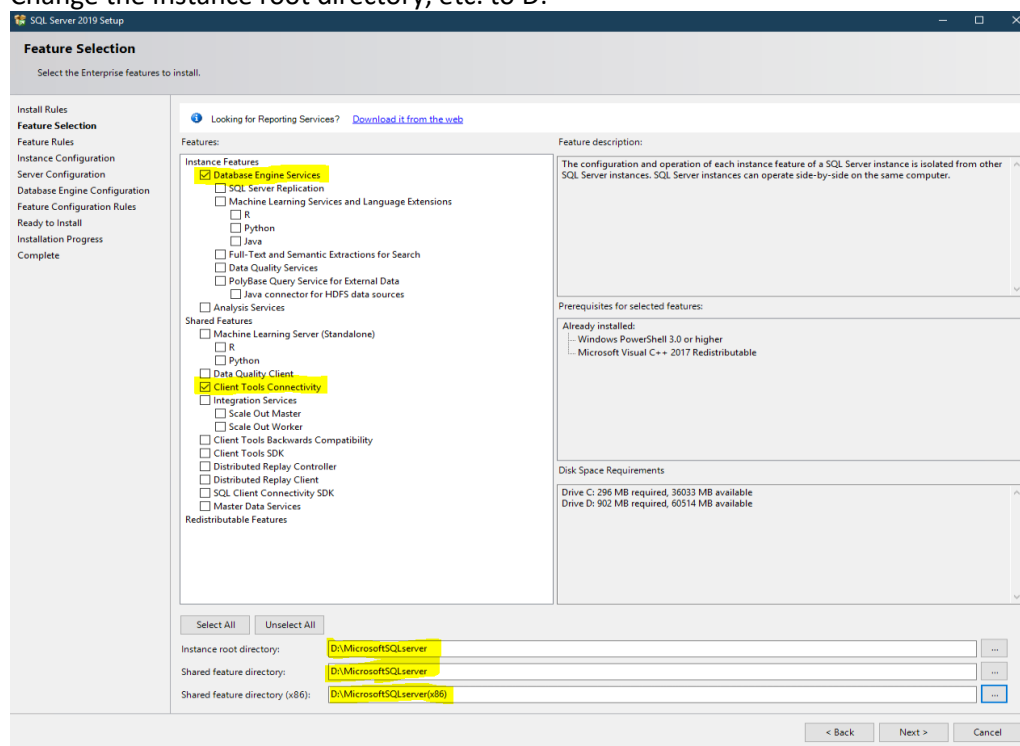 Change the Instance root directory, etc. to D:
SQL Server 2019 Setup
Feature Selection
Select the Enterprise features to install.
Install Rules
Feature Selection
Feature Rules
Instance Configuration
Server Configuration
Database Engine Configuration
Feature Configuration Rules
Ready to Install
Installation Progress
Complete
Looking for Reporting Services? Download it from the web
Features:
Instance Features
Database Engine Services
SQL Server Replication
Machine Learning Services and Language Extensions
R
Python
Java
Full-Text and Semantic Extractions for Search
Data Quality Services
PolyBase Query Service for External Data
Java connector for HDFS data sources
Analysis Services
Shared Features
Machine Learning Server (Standalone)
R
Python
Data Quality Client
Client Tools Connectivity
Integration Services
Scale Out Master
Scale Out Worker
Client Tools Backwards Compatibility
Client Tools SDK
Distributed Replay Controller
Distributed Replay Client
SQL Client Connectivity SDK
Master Data Services
Redistributable Features
Feature description:
The configuration and operation of each instance feature of a SQL Server instance is isolated from other
SQL Server instances. SQL Server instances can operate side-by-side on the same computer.
Prerequisites for selected features:
Already installed:
Windows PowerShell 3.0 or higher
Microsoft Visual C++ 2017 Redistributable
Disk Space Requirements
Drive C: 296 MB required, 36033 MB available
Drive D: 902 MB required, 60514 MB available
Select All Unselect All
Instance root directory: D:\MicrosoftSQLserver ...
Shared feature directory: D:\MicrosoftSQLserver ...
Shared feature directory (x86): D:\MicrosoftSQLserver(x86) ...
< Back Next > Cancel